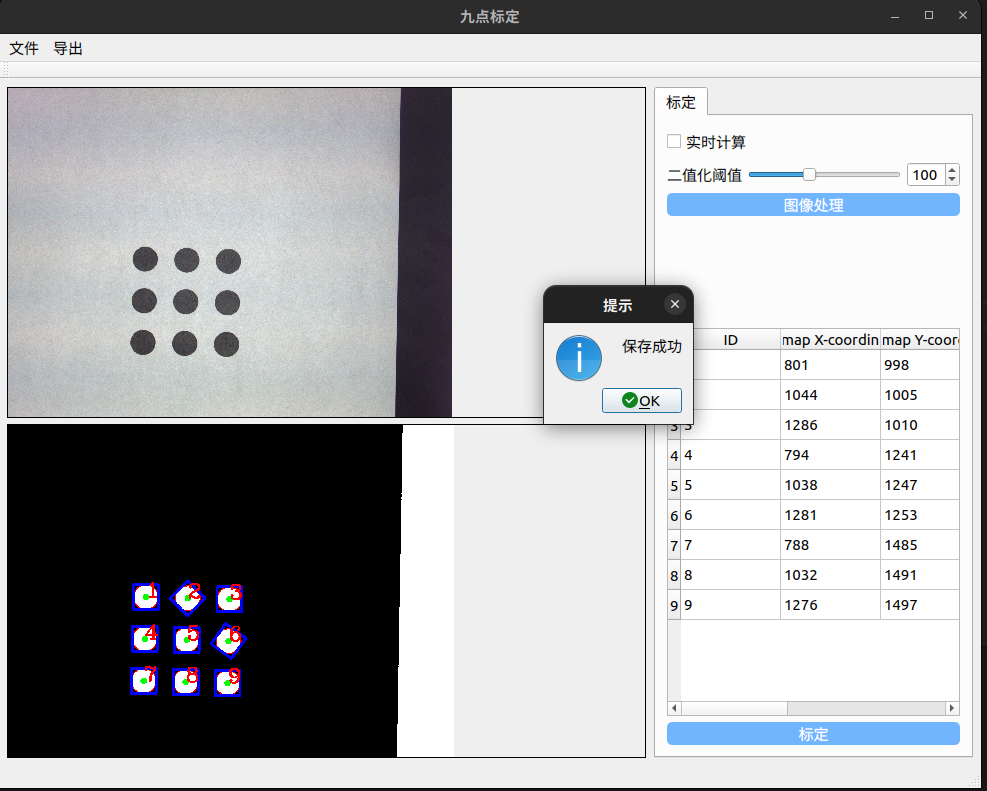 九点标定
文件 导出
标定
实时计算
二值化阈值 100
图像处理
提示
保存成功
OK
ID map X-coordin map Y-coor
801 998
1044 1005
3 3 1286 1010
4 4 794 1241
5 5 1038 1247
6 6 1281 1253
7 7 788 1485
8 8 1032 1491
9 9 1276 1497
标定
1 2 3
4 5 6
7 8 9